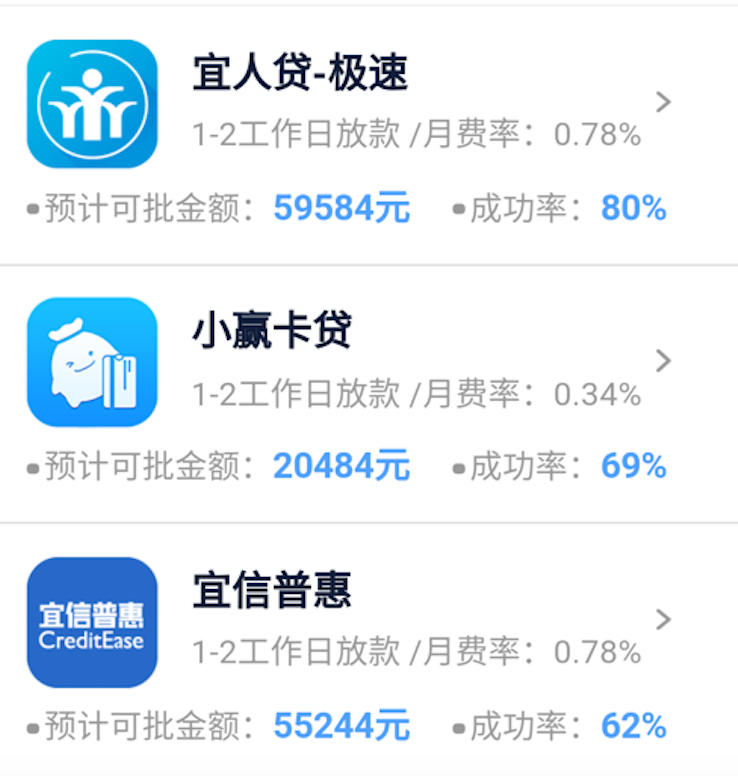 宜人贷-极速
1-2工作日放款 /月费率：0.78%
•预计可批金额：59584元 •成功率：80%
小赢卡贷
1-2工作日放款 /月费率：0.34%
•预计可批金额：20484元 •成功率：69%
宜信普惠
CreditEase
宜信普惠
1-2工作日放款 /月费率：0.78%
•预计可批金额：55244元 •成功率：62%